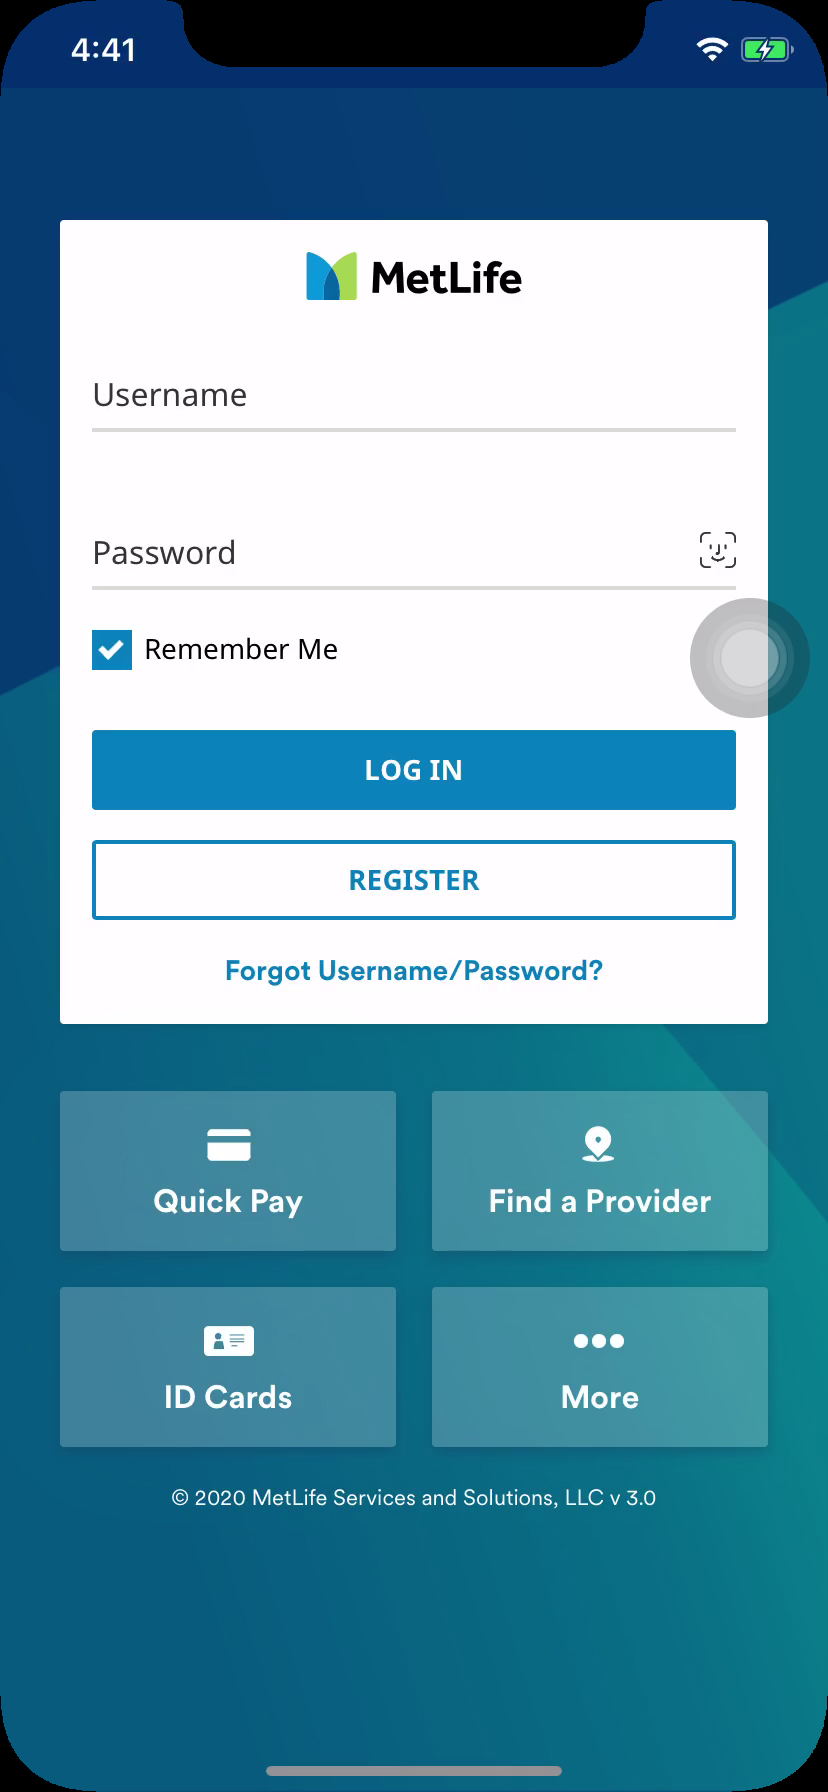 4:41
MetLife
Username
Password
Remember Me
LOG IN
REGISTER
Forgot Username/Password?
Quick Pay
Find a Provider
ID Cards
More
© 2020 MetLife Services and Solutions, LLC v 3.0